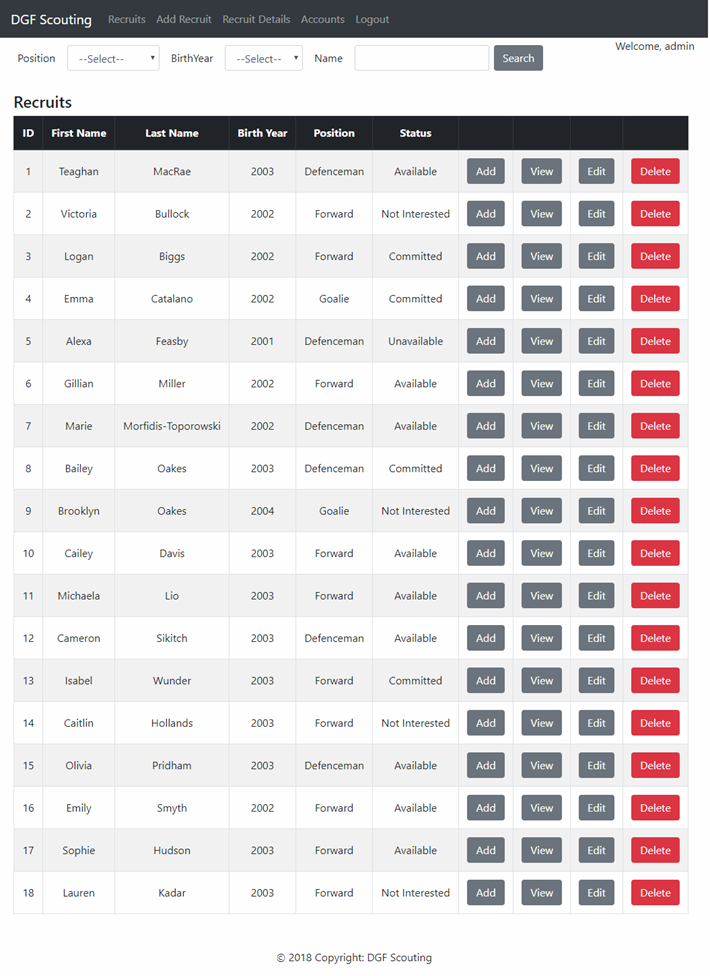 DGF Scouting Recruits Add Recruit Recruit Details Accounts Logout
Welcome, admin
Position --Select-- BirthYear --Select-- Name Search
Recruits
ID First Name Last Name Birth Year Position Status
1 Teaghan MacRae 2003 Defenceman Available Add View Edit Delete
2 Victoria Bullock 2002 Forward Not Interested Add View Edit Delete
3 Logan Biggs 2002 Forward Committed Add View Edit Delete
4 Emma Catalano 2002 Goalie Committed Add View Edit Delete
5 Alexa Feasby 2001 Defenceman Unavailable Add View Edit Delete
6 Gillian Miller 2002 Forward Available Add View Edit Delete
7 Marie Morfidis-Toporowski 2002 Defenceman Available Add View Edit Delete
8 Bailey Oakes 2003 Defenceman Committed Add View Edit Delete
9 Brooklyn Oakes 2004 Goalie Not Interested Add View Edit Delete
10 Cailey Davis 2003 Forward Available Add View Edit Delete
11 Michaela Lio 2003 Forward Available Add View Edit Delete
12 Cameron Sikitch 2003 Defenceman Available Add View Edit Delete
13 Isabel Wunder 2003 Forward Committed Add View Edit Delete
14 Caitlin Hollands 2003 Forward Not Interested Add View Edit Delete
15 Olivia Pridham 2003 Defenceman Available Add View Edit Delete
16 Emily Smyth 2002 Forward Available Add View Edit Delete
17 Sophie Hudson 2003 Forward Available Add View Edit Delete
18 Lauren Kadar 2003 Forward Not Interested Add View Edit Delete
© 2018 Copyright: DGF Scouting